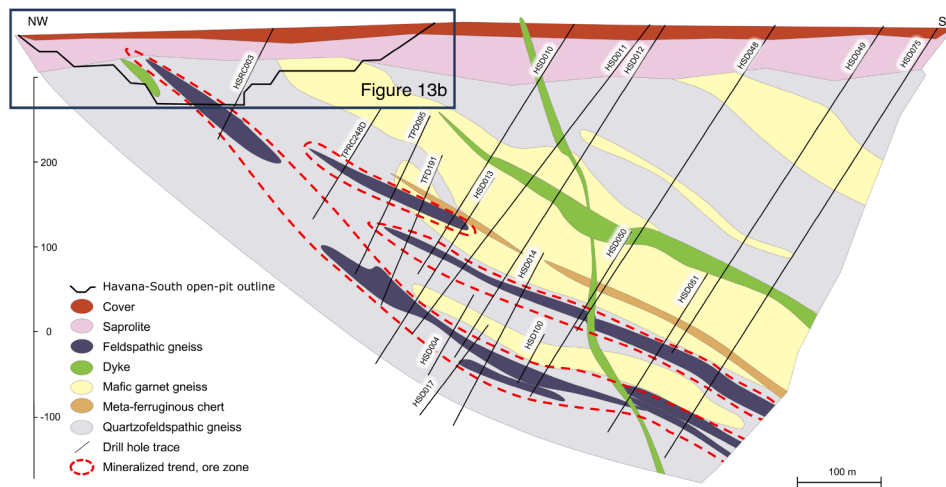 NW
S
HSRC003
HSD010
HSD011
HSD012
HSD048
HSD049
HSD075
Figure 13b
TPRC248D
TPD095
TFD191
HSD013
HSD014
HSD050
HSD051
HSD004
HSD017
HSD100
200
100
0
-100
Havana-South open-pit outline
Cover
Saprolite
Feldspathic gneiss
Dyke
Mafic garnet gneiss
Meta-ferruginous chert
Quartzofeldspathic gneiss
Drill hole trace
Mineralized trend, ore zone
100 m